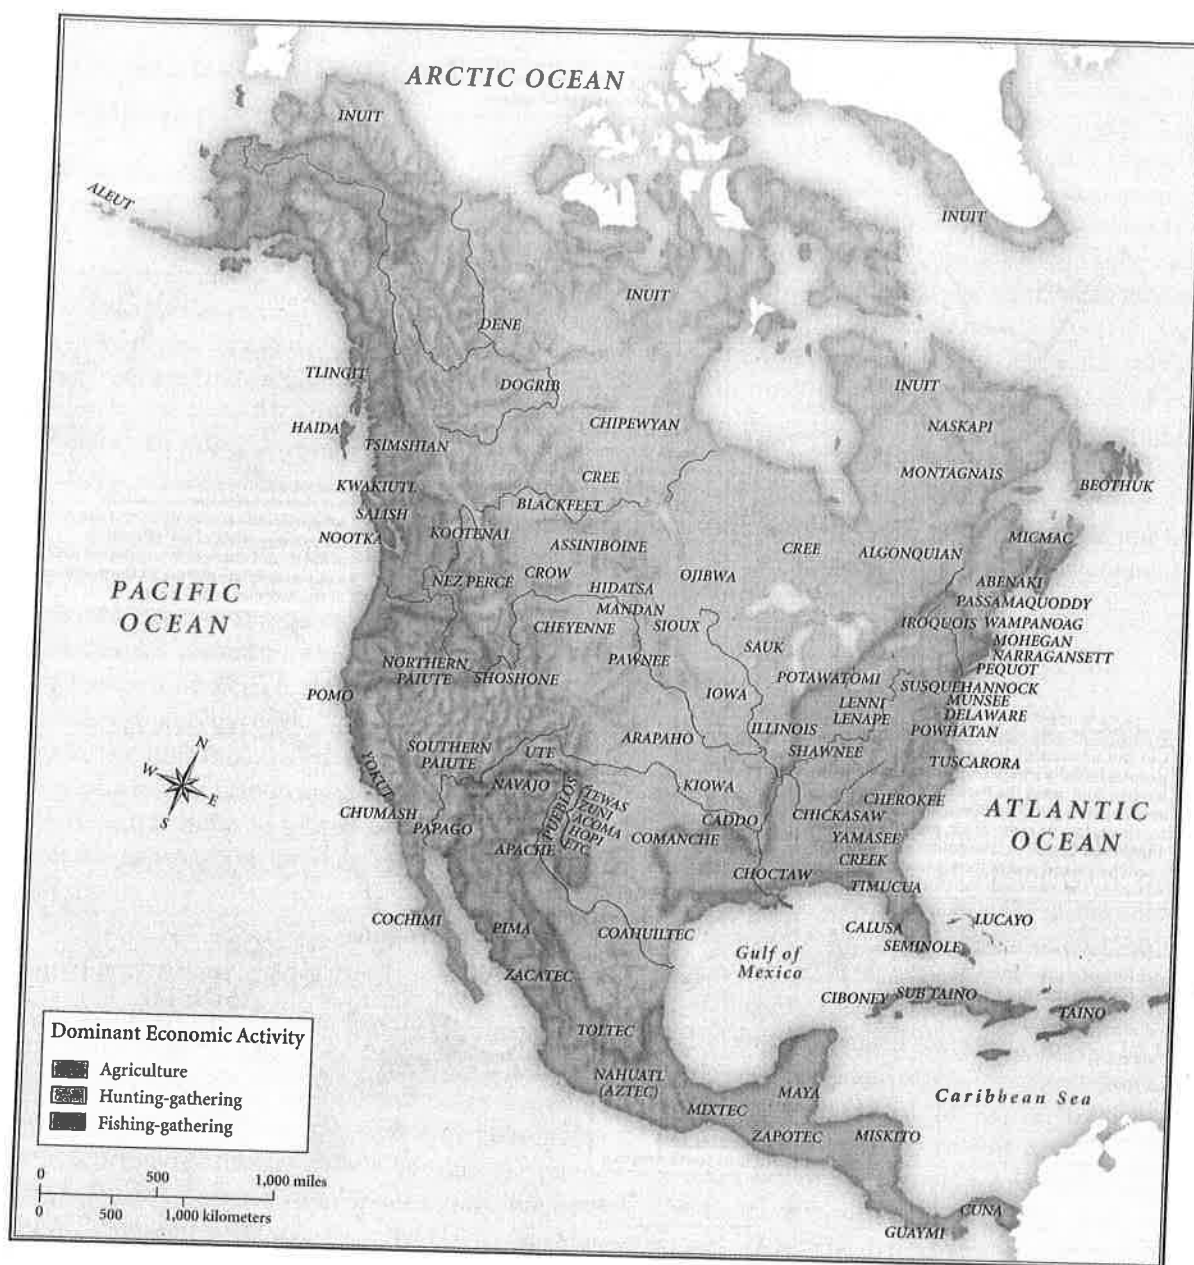 ARCTIC OCEAN
INUIT
ALEUT
INUIT
INUIT
DENE
TLINGIT
DOGRIB
INUIT
HAIDA
CHIPEWYAN
NASKAPI
TSIMSHIAN
CREE
MONTAGNAIS
BEOTHUK
KWAKIUTL
BLACKFEET
SALISH
NOOTKA
KOOTENAI
ASSINIBOINE
CREE
ALGONQUIAN
MICMAC
NEZ PERCE
CROW
HIDATSA
OJIBWA
ABENAKI
PACIFIC
OCEAN
MANDAN
PASSAMAQUODDY
CHEYENNE
SIOUX
IROQUOIS
WAMPANOAG
MOHEGAN
NORTHERN
PAIUTE
SHOSHONE
PAWNEE
SAUK
NARRAGANSETT
PEQUOT
POMO
IOWA
POTAWATOMI
SUSQUEHANNOCK
LENNI
LENAPE
MUNSEE
DELAWARE
SOUTHERN
PAIUTE
UTE
ARAPAHO
ILLINOIS
POWHATAN
SHAWNEE
TUSCARORA
N
W
E
S
YOKUT
NAVAJO
PUEBLOS
TEWAS
ZUNI
ACOMA
HOPI
ETC.
KIOWA
CHEROKEE
CHUMASH
PAPAGO
CADDO
CHICKASAW
ATLANTIC
OCEAN
APACHE
COMANCHE
YAMASEE
CREEK
CHOCTAW
TIMUCUA
COCHIMI
PIMA
COAHUILTEC
CALUSA
LUCAYO
SEMINOLE
Gulf of
Mexico
ZACATEC
CIBONEY
SUB TAINO
TAINO
TOLTEC
NAHUATL
(AZTEC)
MAYA
Caribbean Sea
MIXTEC
ZAPOTEC
MISKITO
CUNA
GUAYMI
Dominant Economic Activity
Agriculture
Hunting-gathering
Fishing-gathering
0 500 1,000 miles
0 500 1,000 kilometers